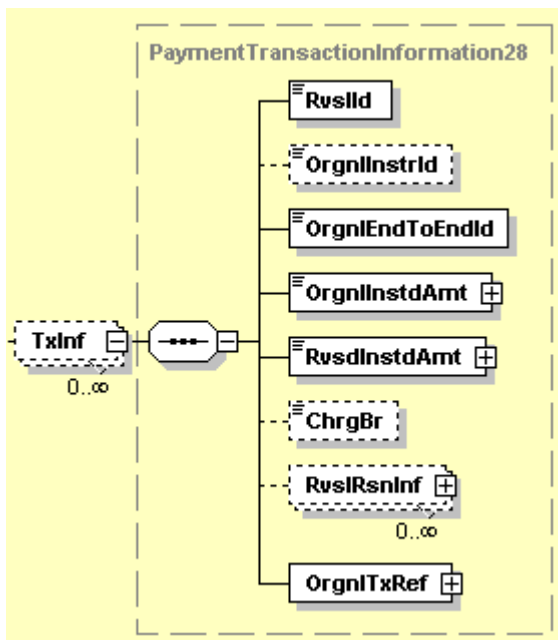 PaymentTransactionInformation28
RvslId
OrgnlInstrId
OrgnlEndToEndId
OrgnlInstdAmt
TxInf
0..∞
RvsdInstdAmt
ChrgBr
RvslRsnInf
0..∞
OrgnlTxRef